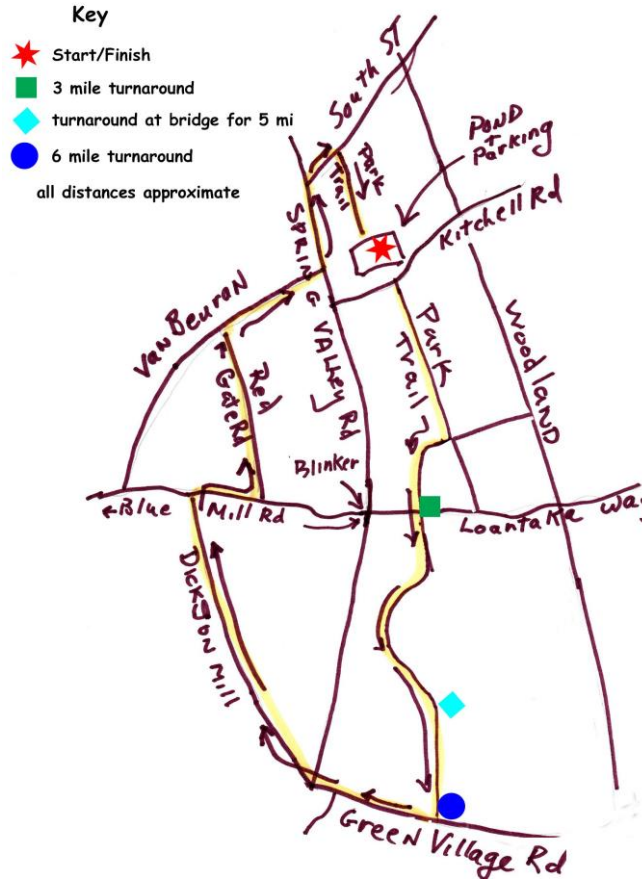 Key
Start/Finish
3 mile turnaround
turnaround at bridge for 5 mi
6 mile turnaround
all distances approximate
South ST
Park
Trail
POND
+
Parking
Kitchell Rd
SPRING VALLEY Rd
Van Beuran
Red
Gate Rd
Park
Trail
WOODLAND
Blinker
Blue Mill Rd
Loantake Way
DICKSON MILL
GREEN Village Rd